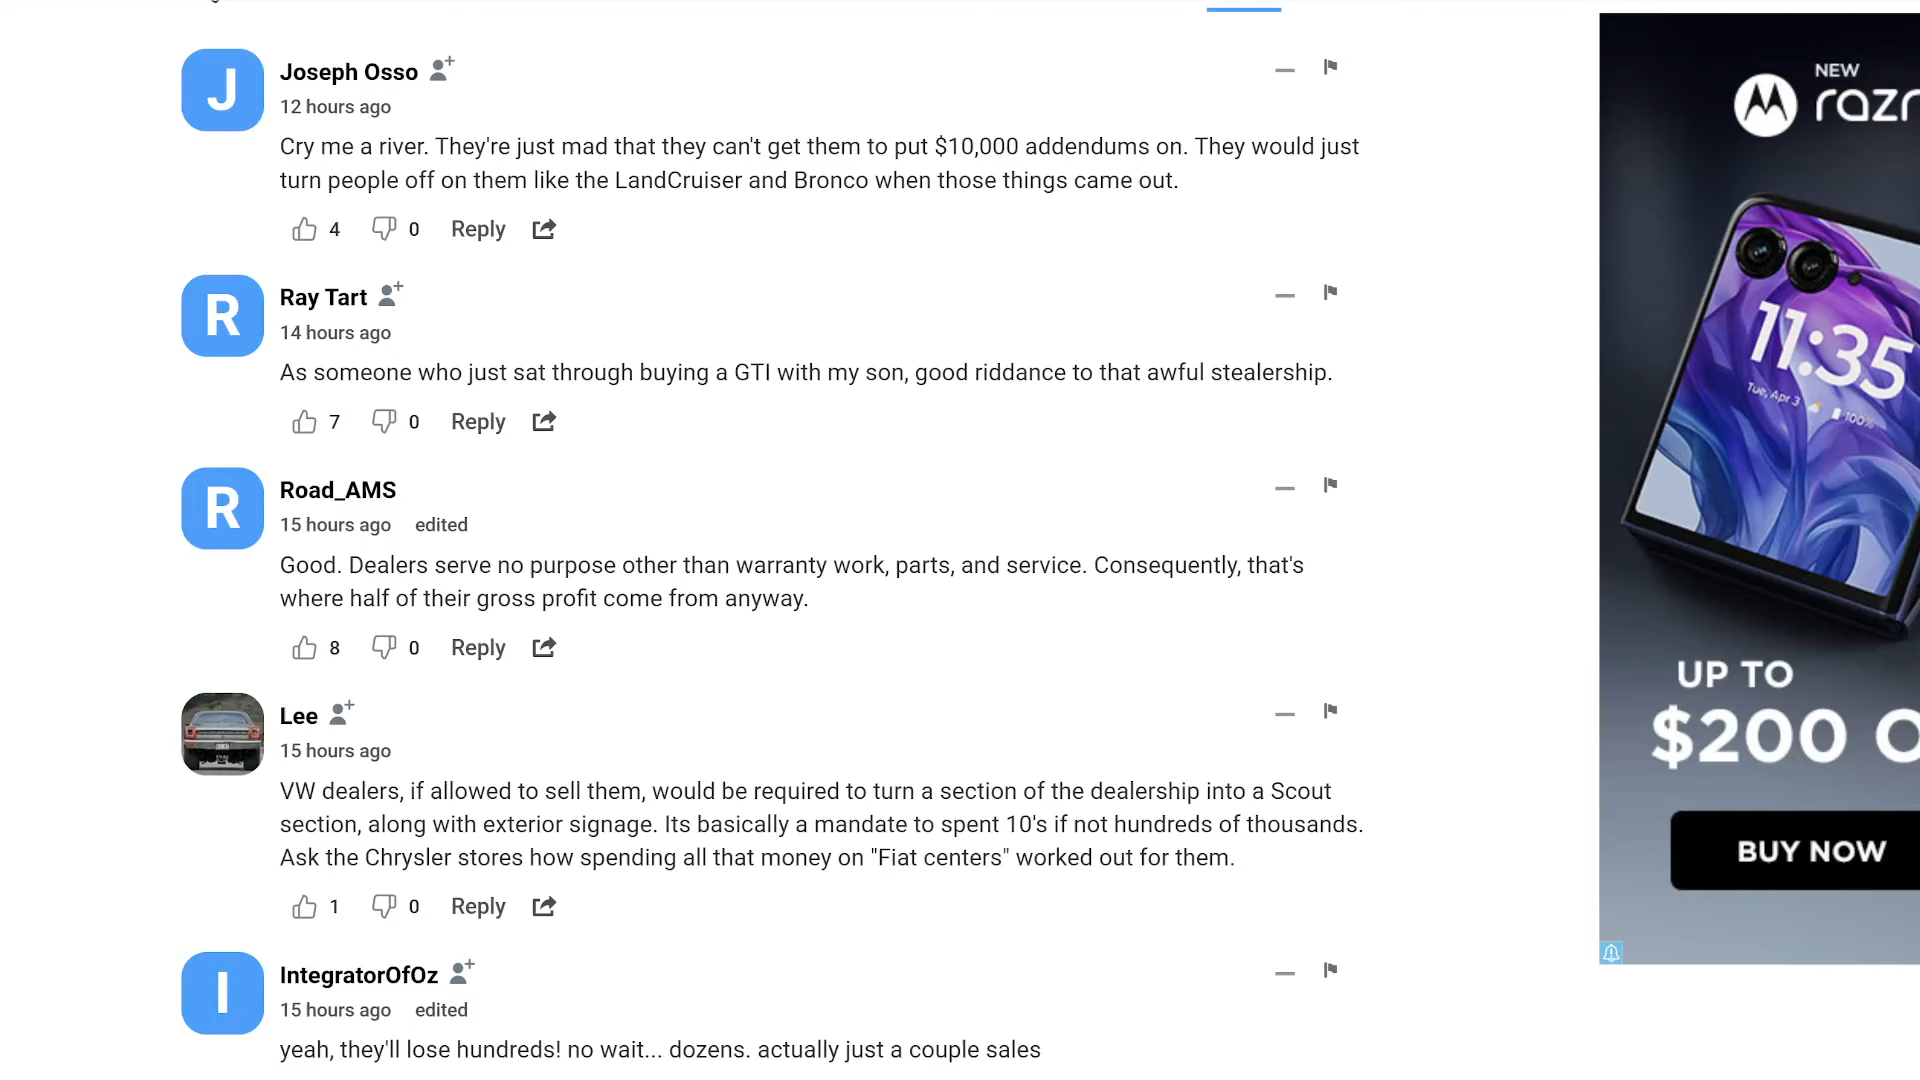 J
Joseph Osso
12 hours ago
Cry me a river. They're just mad that they can't get them to put $10,000 addendums on. They would just
turn people off on them like the LandCruiser and Bronco when those things came out.
4 0 Reply
R
Ray Tart
14 hours ago
As someone who just sat through buying a GTI with my son, good riddance to that awful stealership.
7 0 Reply
R
Road_AMS
15 hours ago edited
Good. Dealers serve no purpose other than warranty work, parts, and service. Consequently, that's
where half of their gross profit come from anyway.
8 0 Reply
Lee
15 hours ago
VW dealers, if allowed to sell them, would be required to turn a section of the dealership into a Scout
section, along with exterior signage. Its basically a mandate to spent 10's if not hundreds of thousands.
Ask the Chrysler stores how spending all that money on "Fiat centers" worked out for them.
1 0 Reply
I
IntegratorOfOz
15 hours ago edited
yeah, they'll lose hundreds! no wait... dozens. actually just a couple sales
NEW
razr
11:35
Tue, Apr 3
100%
UP TO
$200 O
BUY NOW